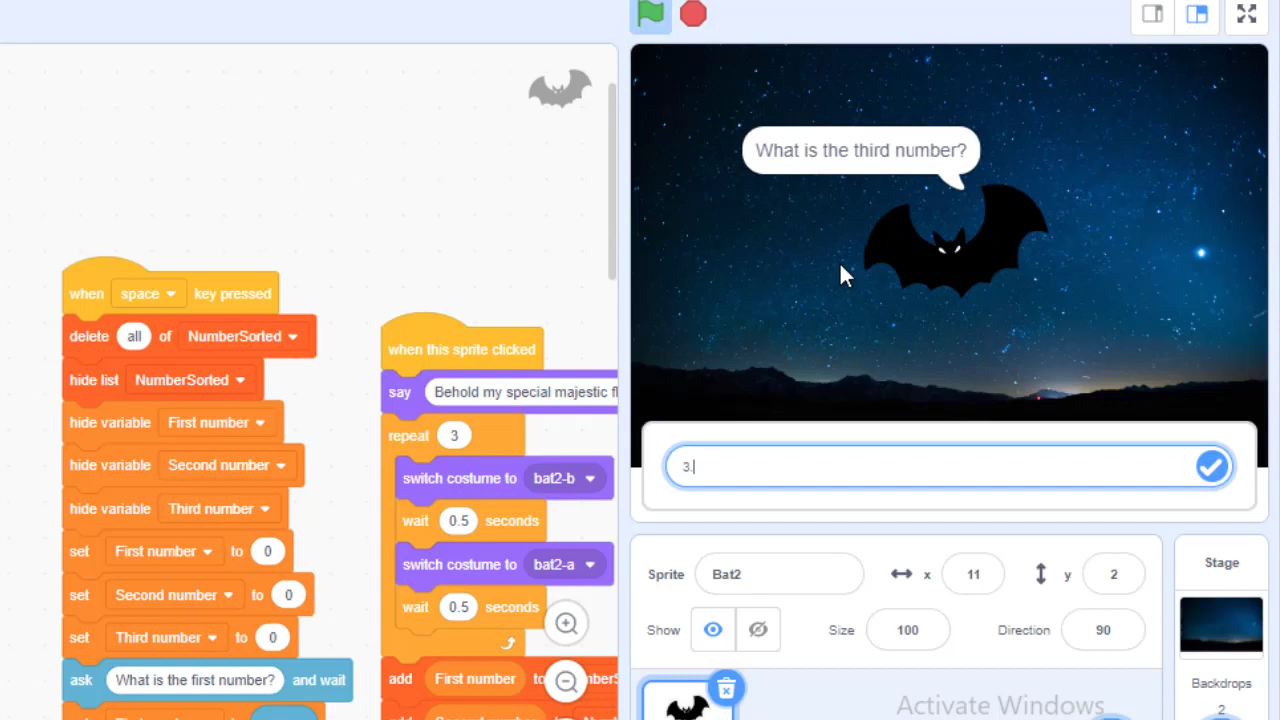 when space key pressed
delete all of NumberSorted
hide list NumberSorted
hide variable First number
hide variable Second number
hide variable Third number
set First number to 0
set Second number to 0
set Third number to 0
ask What is the first number? and wait
when this sprite clicked
say Behold my special majestic
repeat 3
switch costume to bat2-b
wait 0.5 seconds
switch costume to bat2-a
wait 0.5 seconds
add First number
What is the third number?
3.
Sprite Bat2 x 11 y 2
Show Size 100 Direction 90
Stage
Backdrops
2
Activate Windows